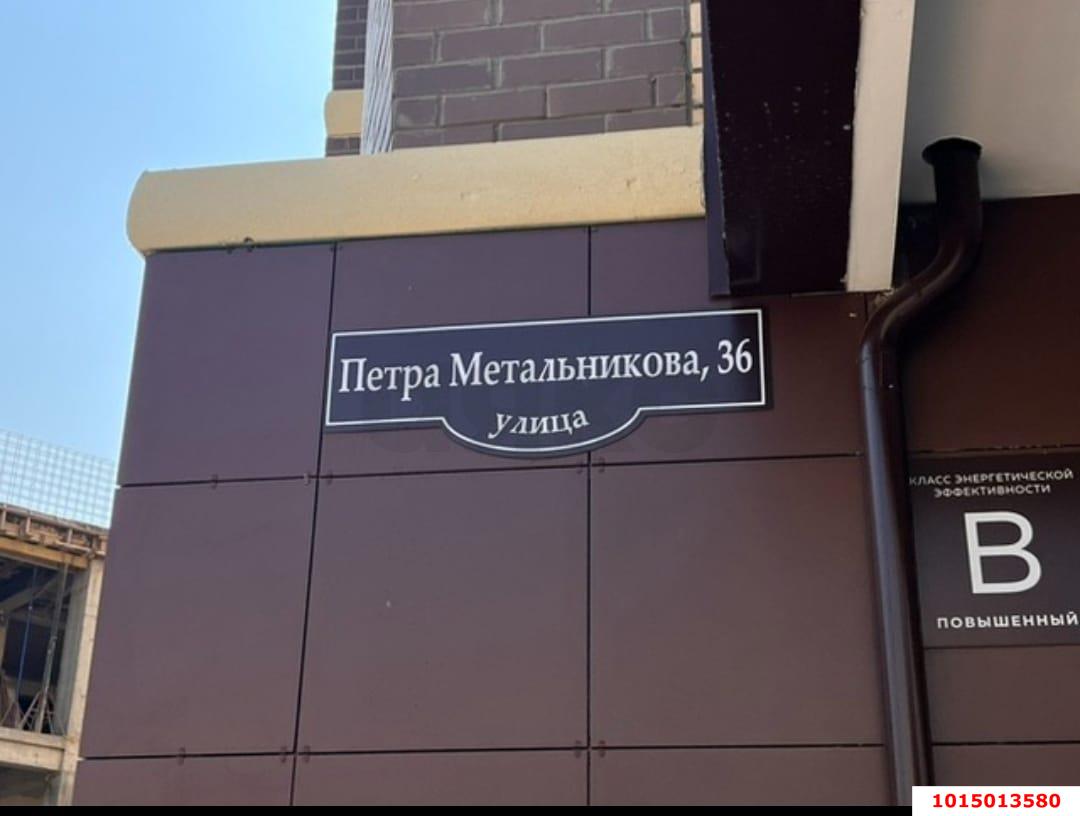 Петра Метальникова, 36
улица
КЛАСС ЭНЕРГЕТИЧЕСКОЙ
ЭФФЕКТИВНОСТИ
B
ПОВЫШЕННЫЙ
1015013580